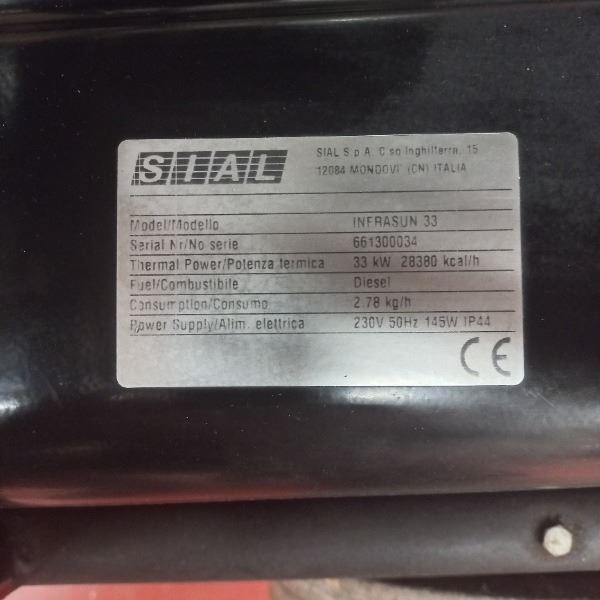 SIAL
SIAL S.p.A. C.so Inghilterra, 15
12084 MONDOVI' (CN) ITALIA
Model/Modello INFRASUN 33
Serial Nr/No serie 661300034
Thermal Power/Potenza termica 33 kW 28380 kcal/h
Fuel/Combustibile Diesel
Consumption/Consumo 2.78 kg/h
Power Supply/Alim. elettrica 230V 50Hz 145W IP44
CE